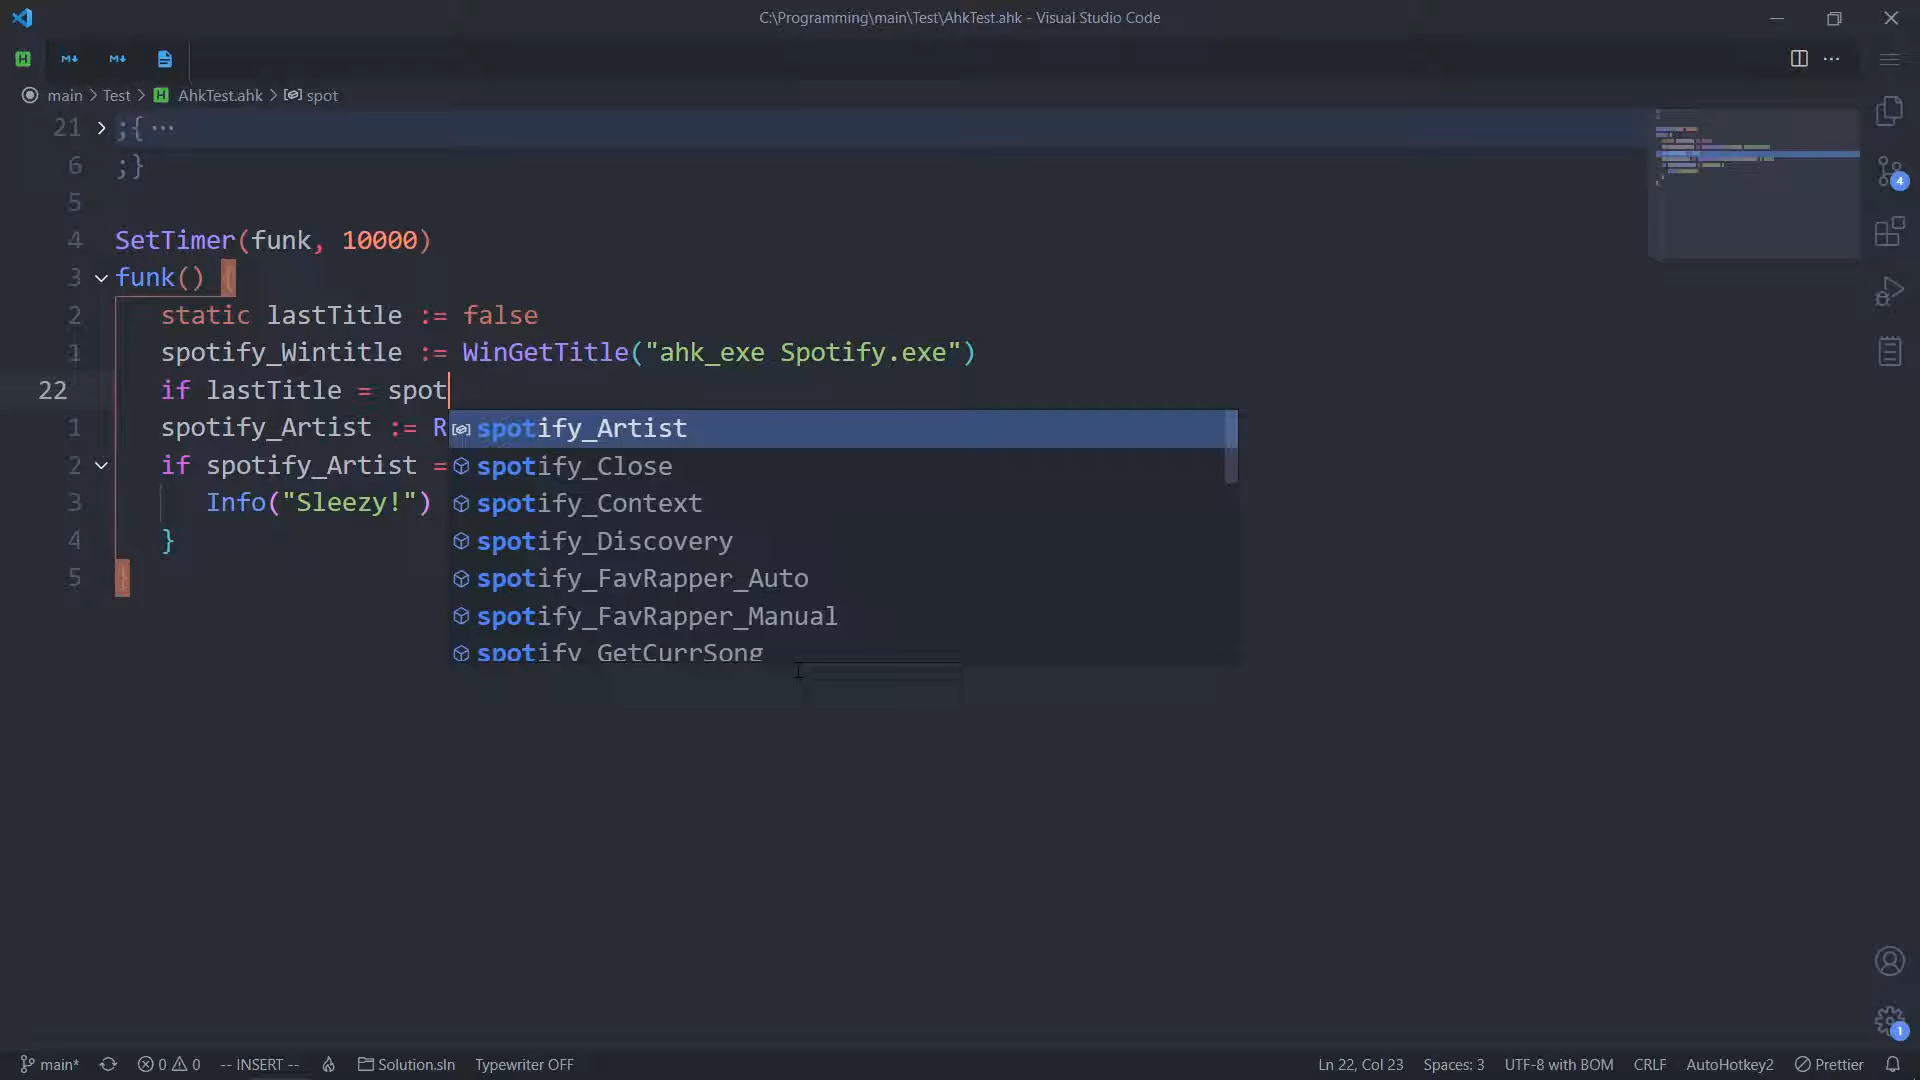 C:\Programming\main\Test\AhkTest.ahk - Visual Studio Code
main > Test > AhkTest.ahk > spot
21 ;{ ···
6 ;}
5
4 SetTimer(funk, 10000)
3 funk() {
2 static lastTitle := false
1 spotify_Wintitle := WinGetTitle("ahk_exe Spotify.exe")
22 if lastTitle = spot
1 spotify_Artist := R
spotify_Artist
2 if spotify_Artist =
spotify_Close
3 Info("Sleezy!")
spotify_Context
4 }
spotify_Discovery
5 }
spotify_FavRapper_Auto
spotify_FavRapper_Manual
spotify_GetCurrSong
4
1
main* 0 0 -- INSERT -- Solution.sln Typewriter OFF Ln 22, Col 23 Spaces: 3 UTF-8 with BOM CRLF AutoHotkey2 Prettier